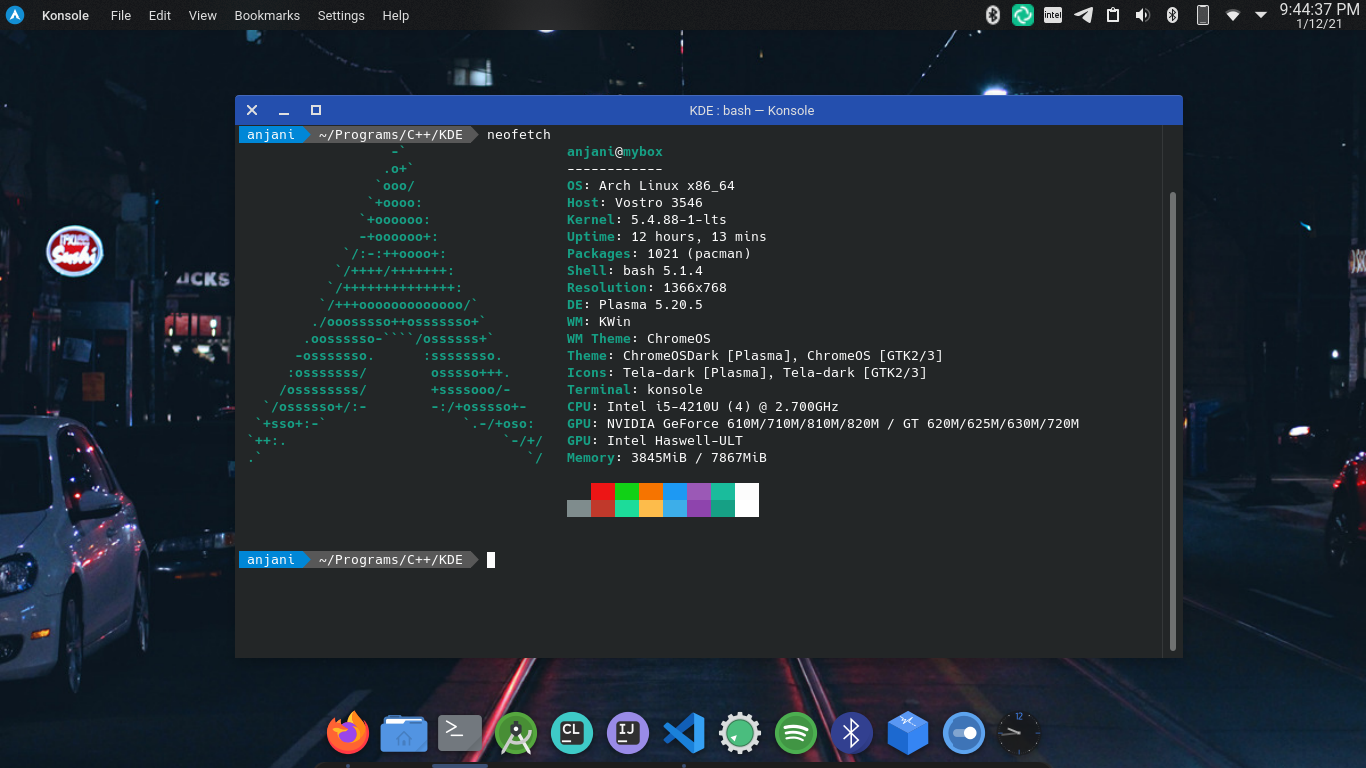 Konsole File Edit View Bookmarks Settings Help
intel
9:44:37 PM
1/12/21
KDE : bash — Konsole
anjani ~/Programs/C++/KDE neofetch
-`
.o+`
`ooo/
`+oooo:
`+oooooo:
-+oooooo+:
`/:-:++oooo+:
`/++++/+++++++:
`/++++++++++++++:
`/+++ooooooooooooo/`
./ooosssso++osssssso+`
.oossssso-````/ossssss+`
-osssssso. :ssssssso.
:osssssss/ osssso+++.
/ossssssss/ +ssssooo/-
`/ossssso+/:- -:/+osssso+-
`+sso+:-` `.-/+oso:
`++:. `-/+/
.` `/
anjani@mybox
------------
OS: Arch Linux x86_64
Host: Vostro 3546
Kernel: 5.4.88-1-lts
Uptime: 12 hours, 13 mins
Packages: 1021 (pacman)
Shell: bash 5.1.4
Resolution: 1366x768
DE: Plasma 5.20.5
WM: KWin
WM Theme: ChromeOS
Theme: ChromeOSDark [Plasma], ChromeOS [GTK2/3]
Icons: Tela-dark [Plasma], Tela-dark [GTK2/3]
Terminal: konsole
CPU: Intel i5-4210U (4) @ 2.700GHz
GPU: NVIDIA GeForce 610M/710M/810M/820M / GT 620M/625M/630M/720M
GPU: Intel Haswell-ULT
Memory: 3845MiB / 7867MiB
anjani ~/Programs/C++/KDE
Sushi
UCKS
CL
IJ
12